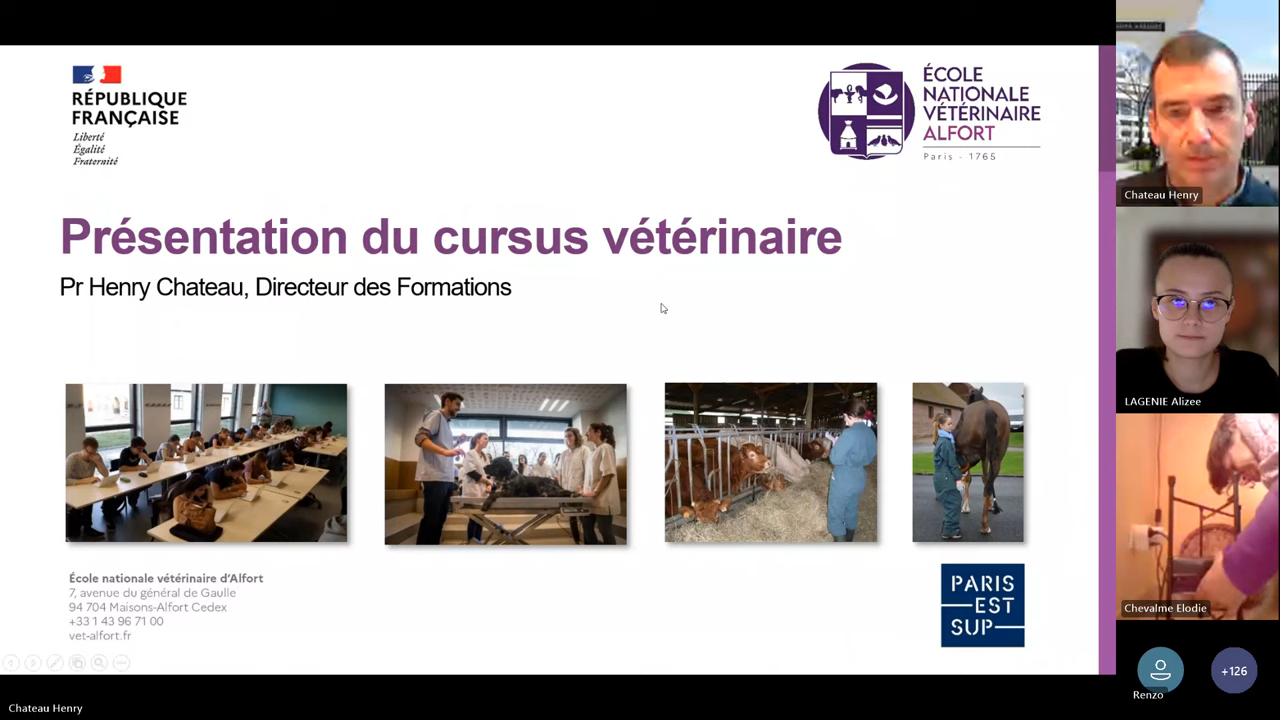 RÉPUBLIQUE
FRANÇAISE
Liberté
Égalité
Fraternité
ÉCOLE
NATIONALE
VÉTÉRINAIRE
ALFORT
Paris - 1765
Présentation du cursus vétérinaire
Pr Henry Chateau, Directeur des Formations
École nationale vétérinaire d'Alfort
7, avenue du général de Gaulle
94 704 Maisons-Alfort Cedex
+33 1 43 96 71 00
vet-alfort.fr
PARIS
EST
SUP
Chateau Henry
LAGENIE Alizee
Chevalme Elodie
Renzo
+126
Chateau Henry